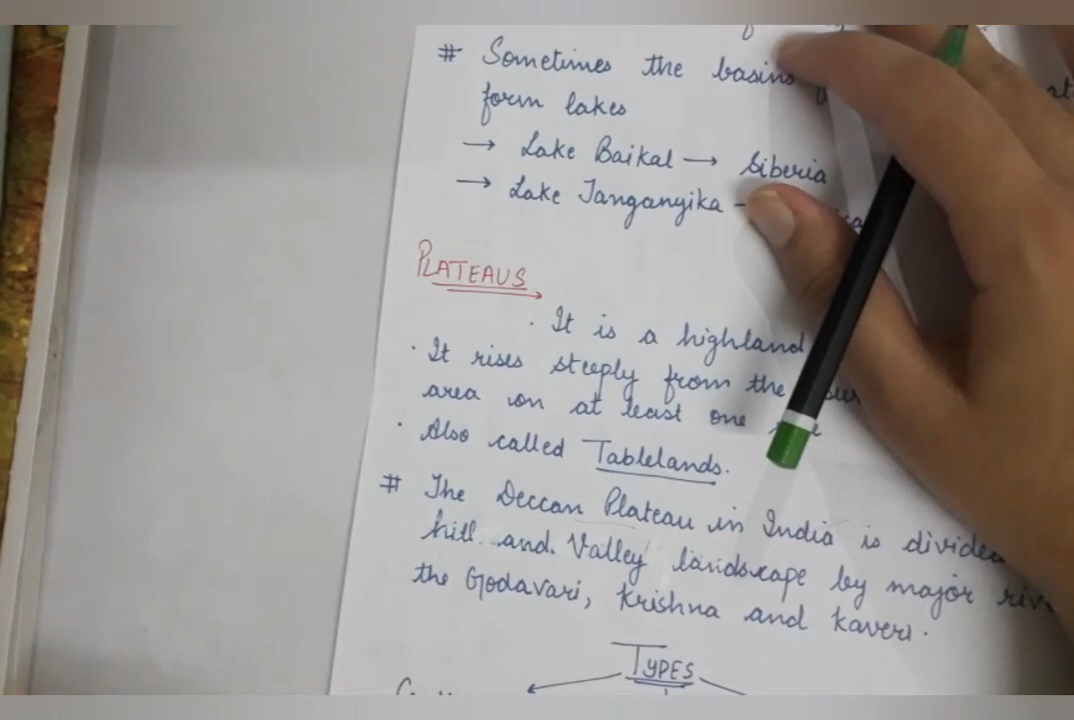 # Sometimes the basins
form lakes
→ Lake Baikal → Siberia
→ Lake Tanganyika -
PLATEAUS
. It is a highland
. It rises steeply from the
area on at least one
. Also called Tablelands.
# The Deccan Plateau in India is divided
hill and Valley landscape by major
the Godavari, Krishna and Kaveri.
TYPES